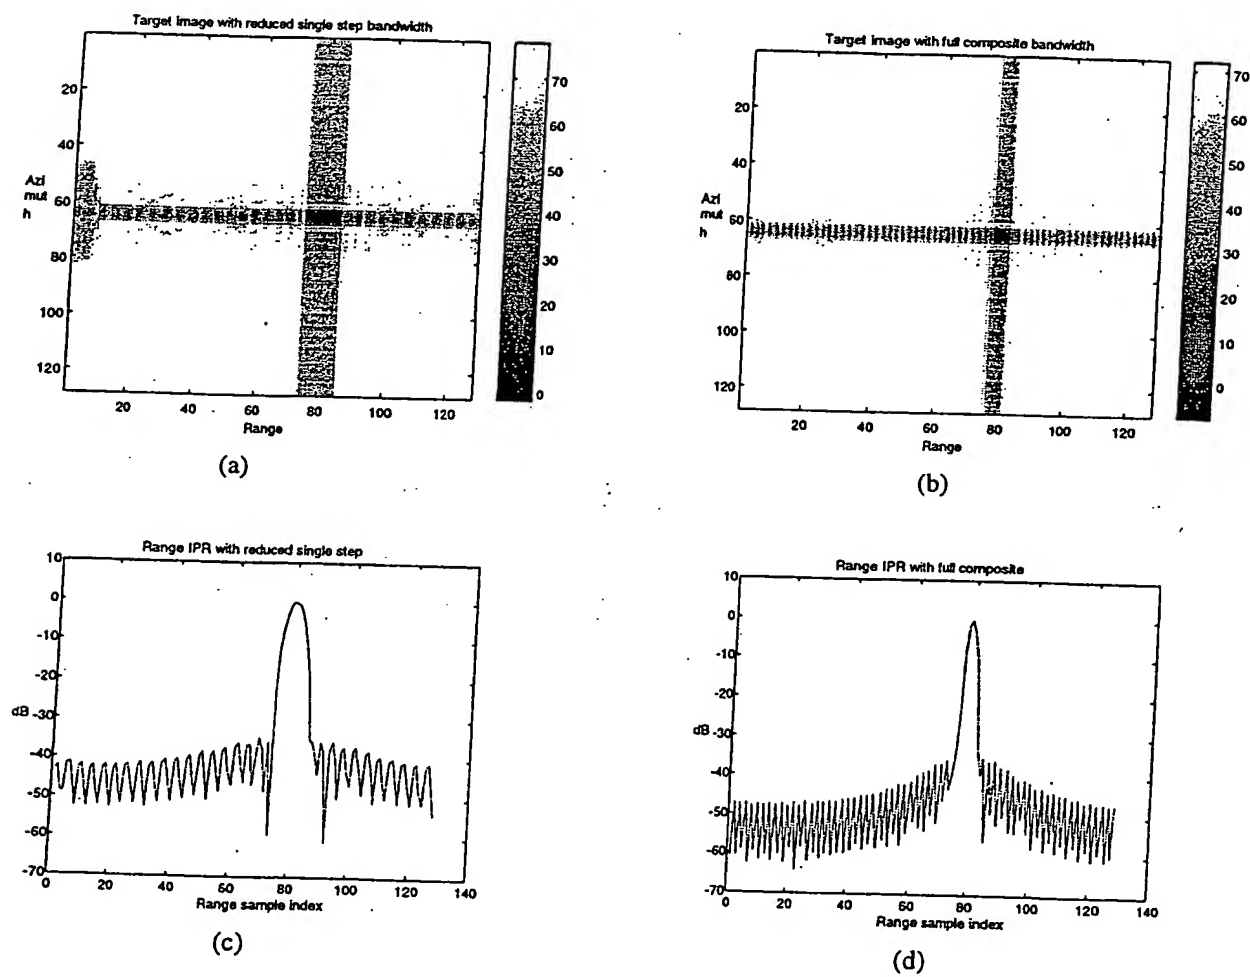 Target image with reduced single step bandwidth
20
40
60
80
100
120
Azi
mut
h
20 40 60 80 100 120
Range
70
60
50
40
30
20
10
0
(a)
Target image with full composite bandwidth
20
40
60
80
100
120
Azi
mut
h
20 40 60 80 100 120
Range
70
60
50
40
30
20
10
0
(b)
Range IPR with reduced single step
10
0
-10
-20
dB -30
-40
-50
-60
-70
0 20 40 60 80 100 120 140
Range sample index
(c)
Range IPR with full composite
10
0
-10
-20
dB -30
-40
-50
-60
-70
0 20 40 60 80 100 120 140
Range sample index
(d)